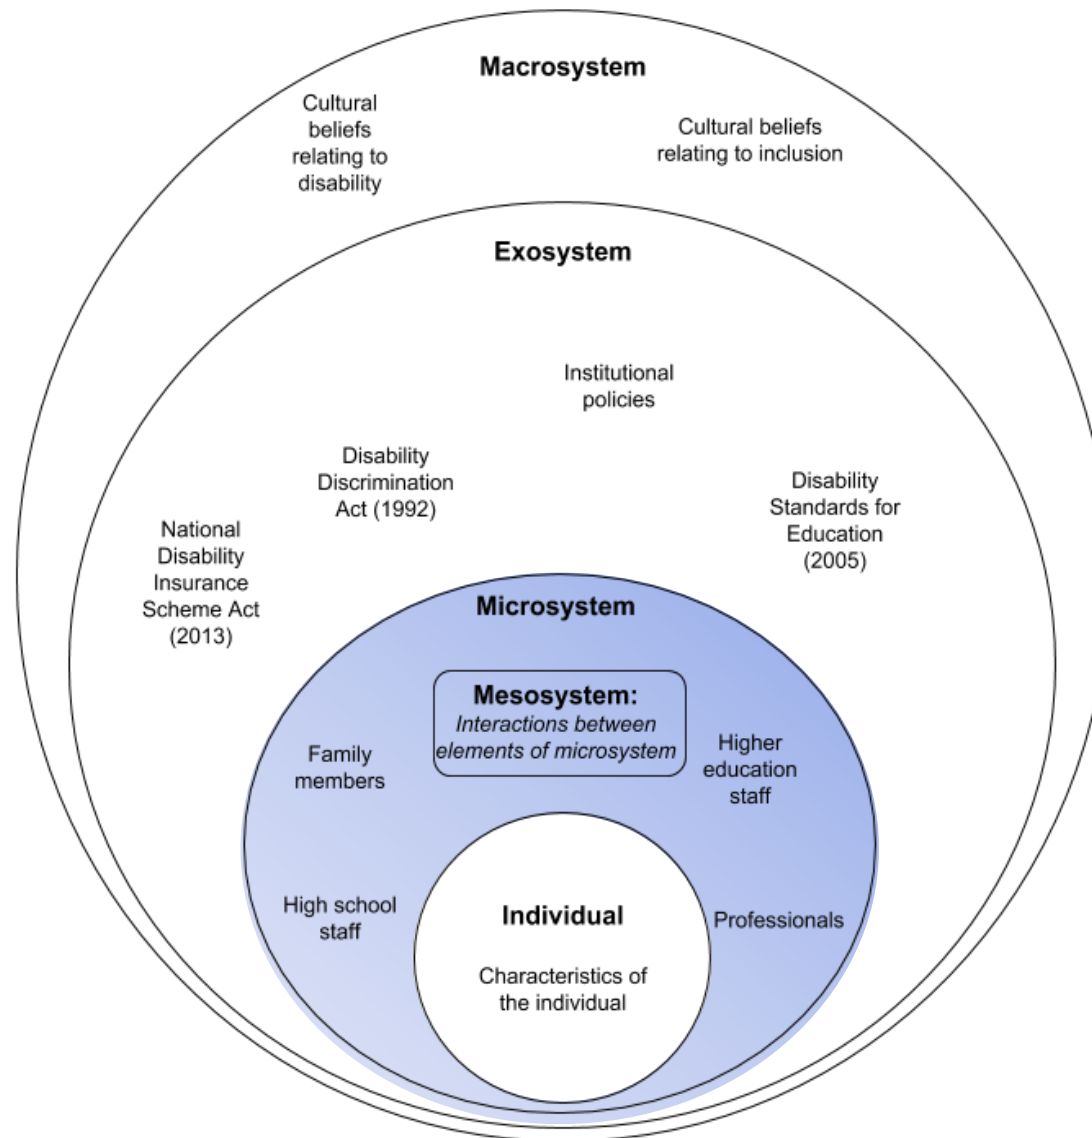 Macrosystem
Cultural
beliefs
relating to
disability
Cultural beliefs
relating to inclusion
Exosystem
Institutional
policies
Disability
Discrimination
Act (1992)
Disability
Standards for
Education
(2005)
National
Disability
Insurance
Scheme Act
(2013)
Microsystem
Mesosystem:
Interactions between
elements of microsystem
Family
members
Higher
education
staff
High school
staff
Professionals
Individual
Characteristics of
the individual